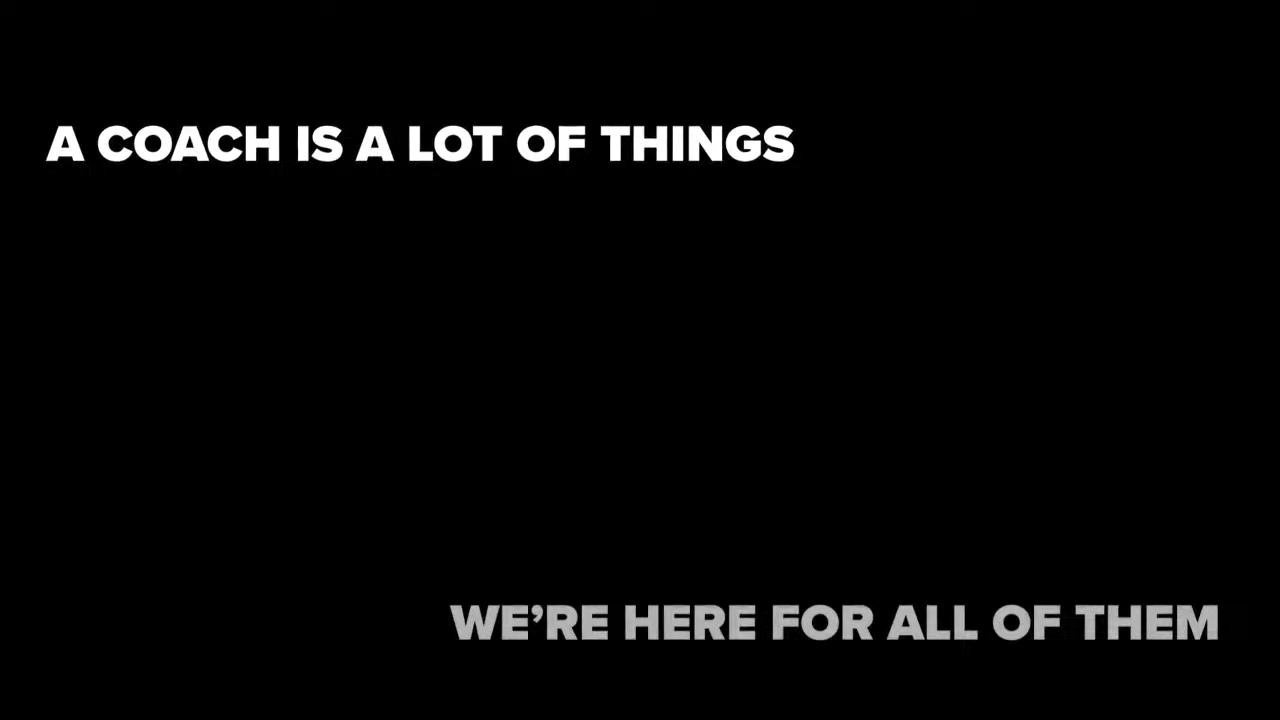 A COACH IS A LOT OF THINGS
WE’RE HERE FOR ALL OF THEM